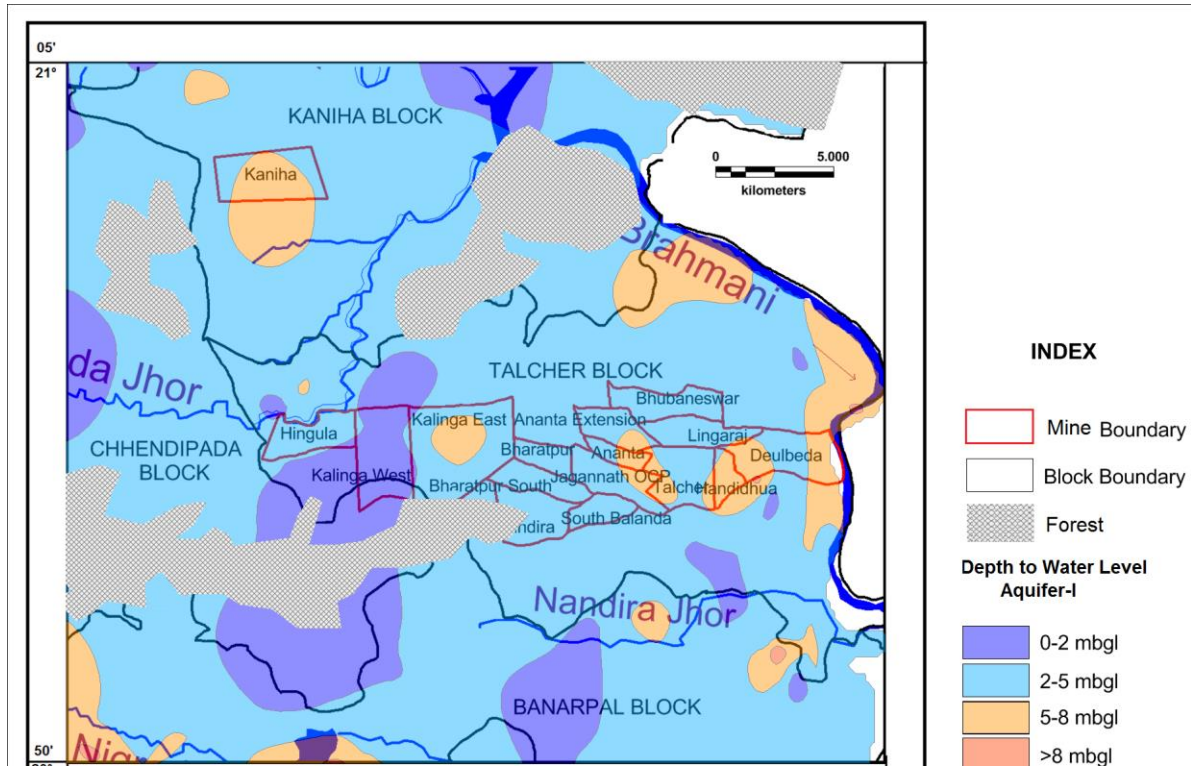 05'
21°
KANIHA BLOCK
Kaniha
0 5.000
kilometers
Brahmani
da Jhor
TALCHER BLOCK
Bhubaneswar
Kalinga East
Ananta Extension
Hingula
Lingaraj
CHHENDIPADA
BLOCK
Bharatpur
Ananta
Deulbeda
Kalinga West
Jagannath OCP
Bharatpur South
Talcher
Handidhua
ndira
South Balanda
Nandira Jhor
BANARPAL BLOCK
50'
Nigr
INDEX
Mine Boundary
Block Boundary
Forest
Depth to Water Level
Aquifer-I
0-2 mbgl
2-5 mbgl
5-8 mbgl
>8 mbgl